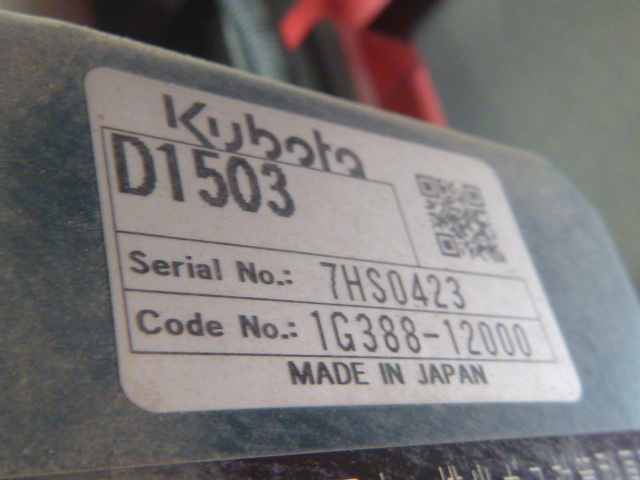 Kubota
D1503
Serial No.: 7HS0423
Code No.: 1G388-12000
MADE IN JAPAN